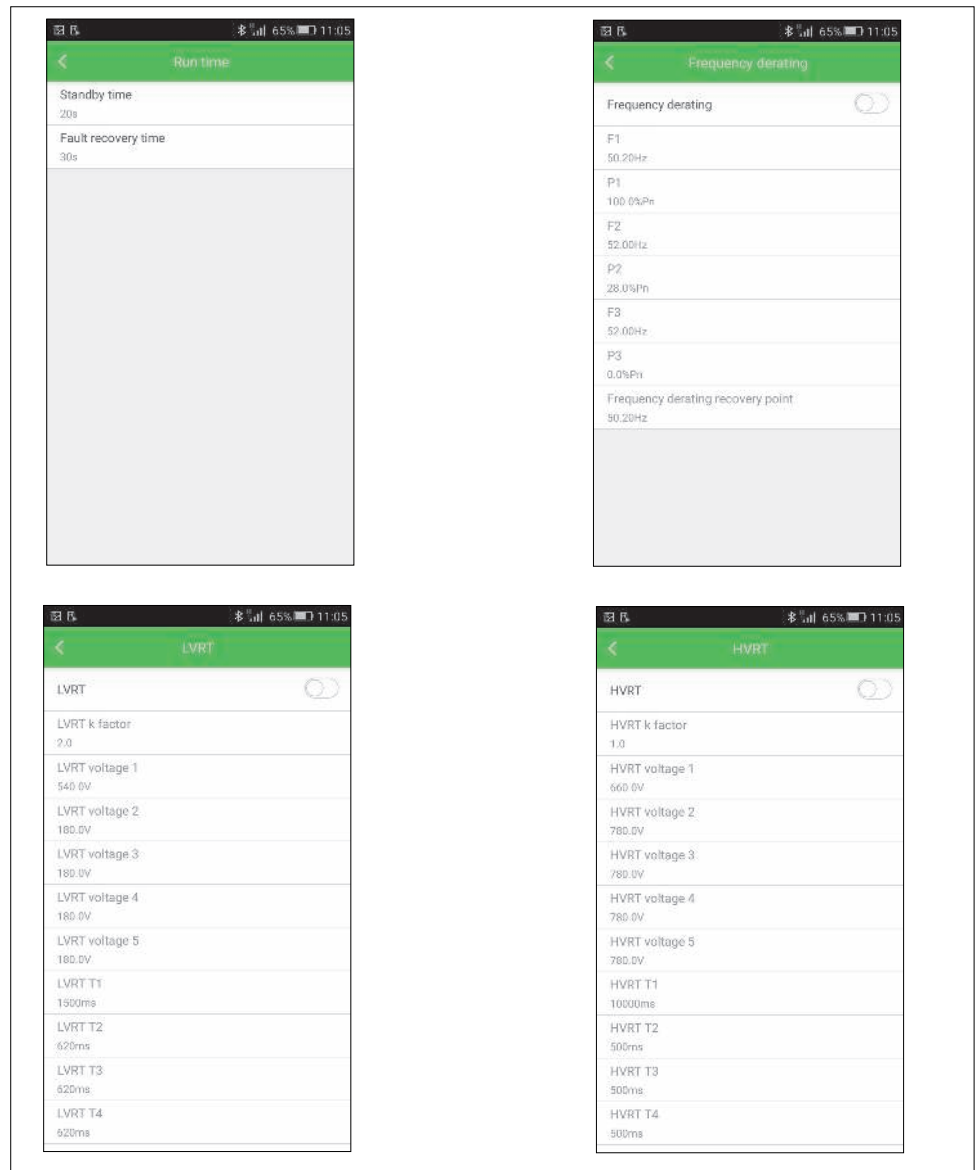 65% 11:05
Run time
Standby time
20s
Fault recovery time
30s
65% 11:05
Frequency derating
Frequency derating
F1
50.20Hz
P1
100.0%Pn
F2
52.00Hz
P2
28.0%Pn
F3
52.00Hz
P3
0.0%Pn
Frequency derating recovery point
50.20Hz
65% 11:05
LVRT
LVRT
LVRT k factor
2.0
LVRT voltage 1
540.0V
LVRT voltage 2
180.0V
LVRT voltage 3
180.0V
LVRT voltage 4
180.0V
LVRT voltage 5
180.0V
LVRT T1
1500ms
LVRT T2
620ms
LVRT T3
620ms
LVRT T4
620ms
65% 11:05
HVRT
HVRT
HVRT k factor
1.0
HVRT voltage 1
660.0V
HVRT voltage 2
780.0V
HVRT voltage 3
780.0V
HVRT voltage 4
780.0V
HVRT voltage 5
780.0V
HVRT T1
10000ms
HVRT T2
500ms
HVRT T3
500ms
HVRT T4
500ms